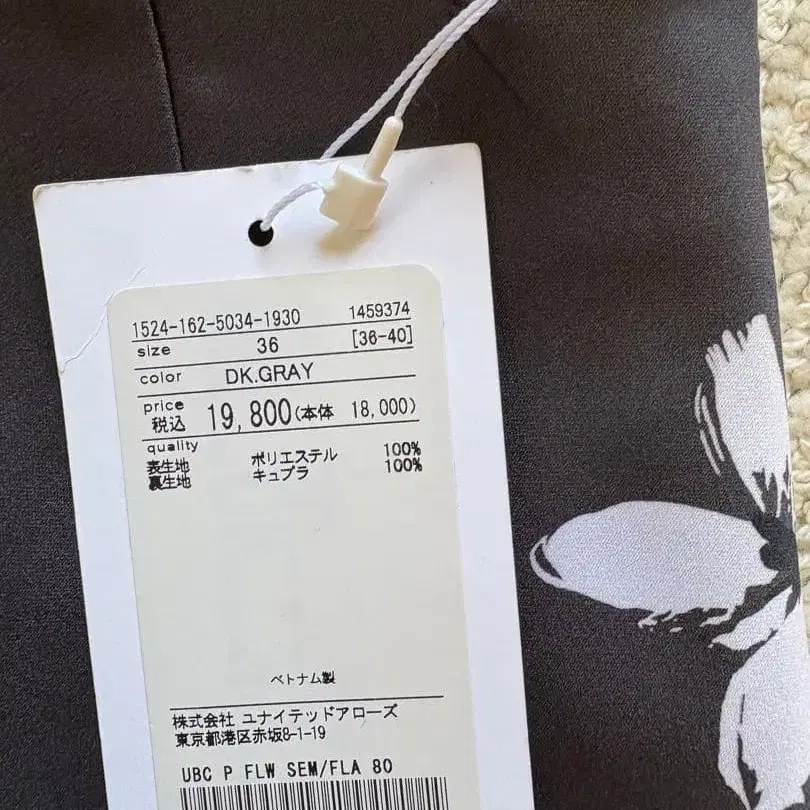 1524-162-5034-1930 1459374
size 36 [36-40]
color DK.GRAY
price 税込 19,800(本体 18,000)
quality
表生地 ポリエステル 100%
裏生地 キュプラ 100%
ベトナム製
株式会社 ユナイテッドアローズ
東京都港区赤坂8-1-19
UBC P FLW SEM/FLA 80